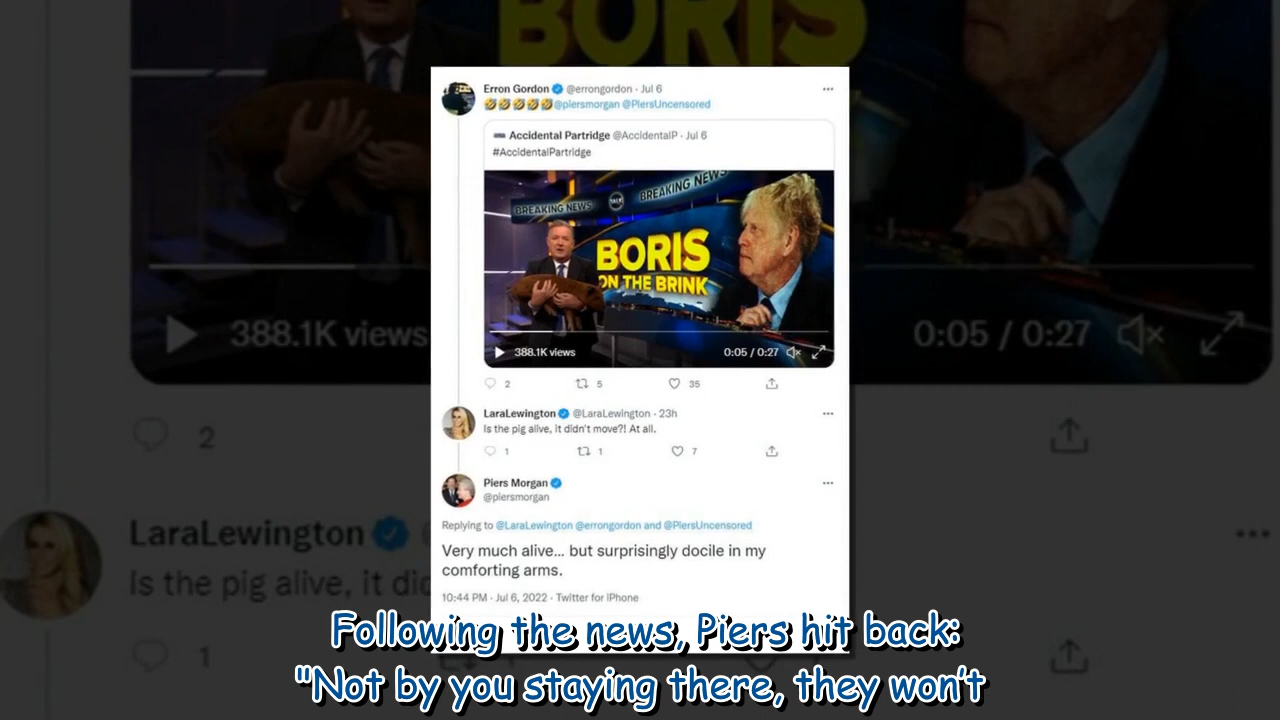 BORIS
Erron Gordon @errongordon · Jul 6
🤣🤣🤣🤣🤣@piersmorgan @PiersUncensored
Accidental Partridge @AccidentalP · Jul 6
#AccidentalPartridge
BREAKING NEWS BREAKING NEWS
TALK
BORIS
ON THE BRINK
388.1K views 0:05 / 0:27
2 5 35
LaraLewington @LaraLewington · 23h
Is the pig alive, it didn't move?! At all.
1 1 7
Piers Morgan
@piersmorgan
Replying to @LaraLewington @errongordon and @PiersUncensored
Very much alive... but surprisingly docile in my
comforting arms.
10:44 PM · Jul 6, 2022 · Twitter for iPhone
388.1K views 0:05 / 0:27
2
LaraLewington
Is the pig alive, it did
1
Following the news, Piers hit back:
"Not by you staying there, they won't